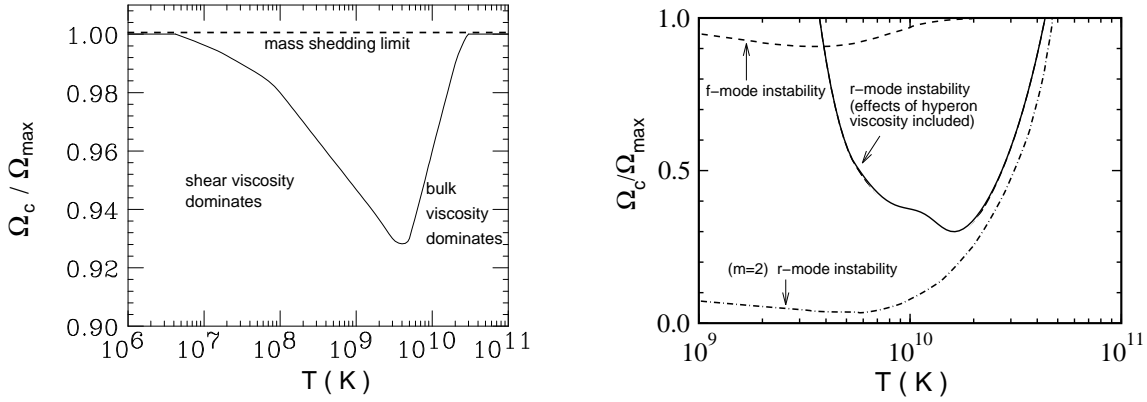 1.00
0.98
0.96
0.94
0.92
0.90
Ω_c / Ω_max
mass shedding limit
shear viscosity
dominates
bulk
viscosity
dominates
10^6 10^7 10^8 10^9 10^10 10^11
T ( K )
1.0
0.5
0.0
Ω_c/Ω_max
f−mode instability
r−mode instability
(effects of hyperon
viscosity included)
(m=2) r−mode instability
10^9 10^10 10^11
T ( K )